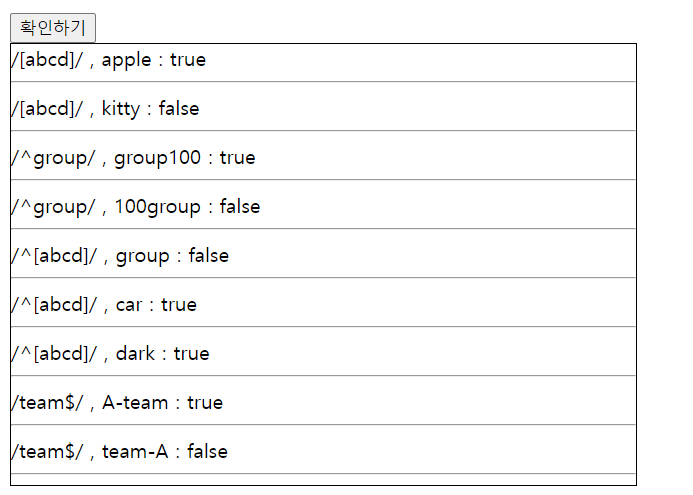 확인하기
/[abcd]/ , apple : true
/[abcd]/ , kitty : false
/^group/ , group100 : true
/^group/ , 100group : false
/^[abcd]/ , group : false
/^[abcd]/ , car : true
/^[abcd]/ , dark : true
/team$/ , A-team : true
/team$/ , team-A : false